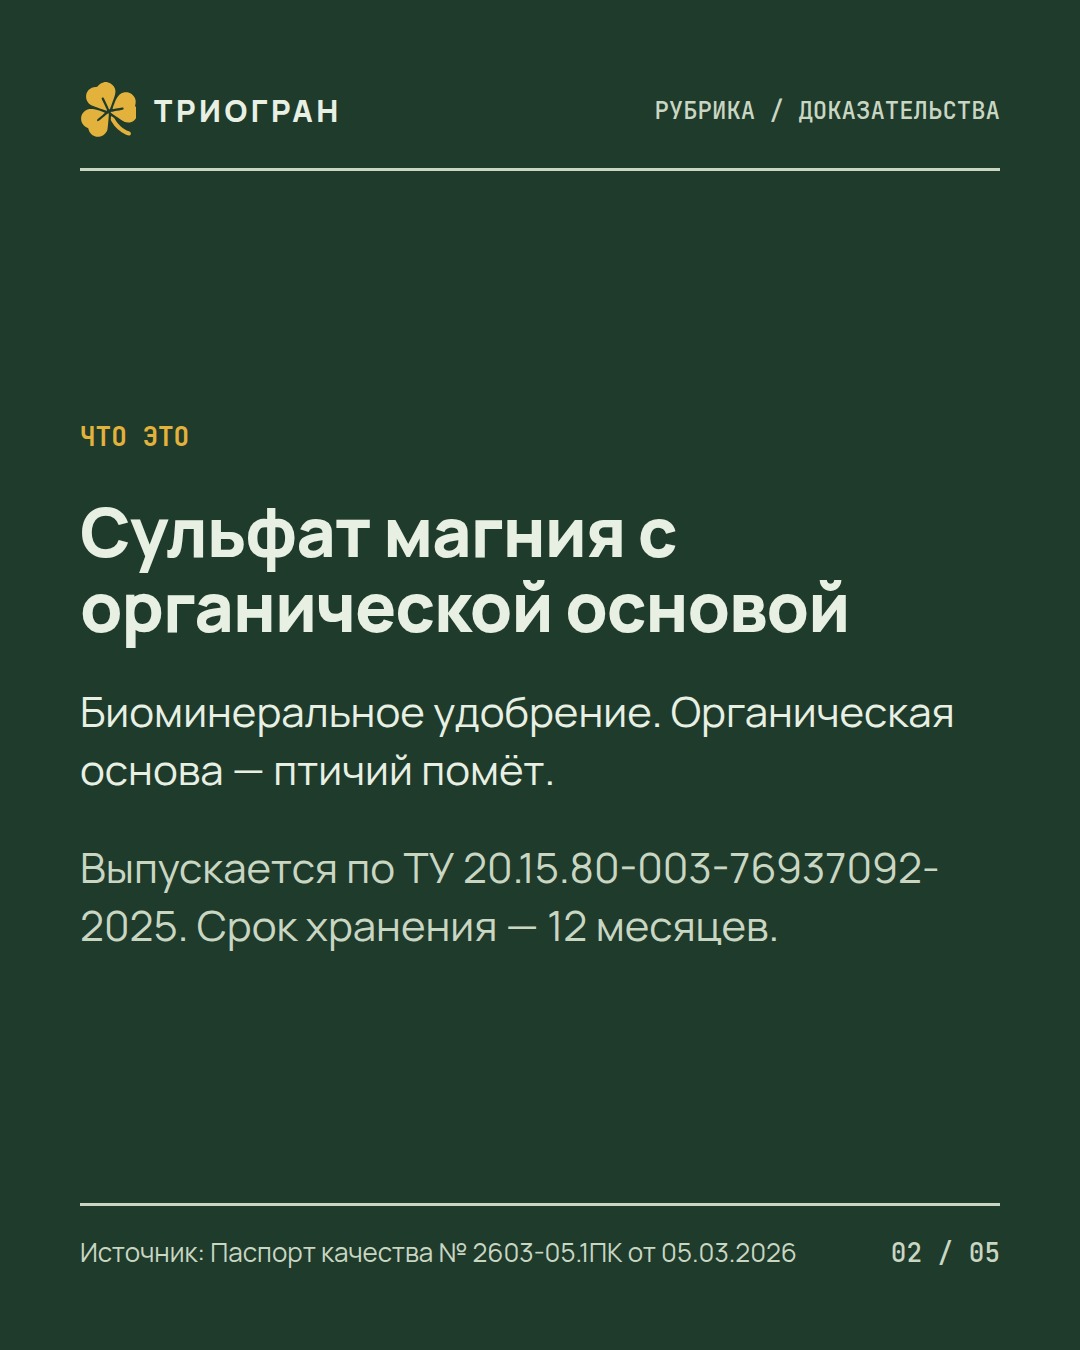 ТРИОГРАН
РУБРИКА / ДОКАЗАТЕЛЬСТВА
ЧТО ЭТО
Сульфат магния с
органической основой
Биоминеральное удобрение. Органическая
основа — птичий помёт.
Выпускается по ТУ 20.15.80-003-76937092-
2025. Срок хранения — 12 месяцев.
Источник: Паспорт качества № 2603-05.1ПК от 05.03.2026
02 / 05